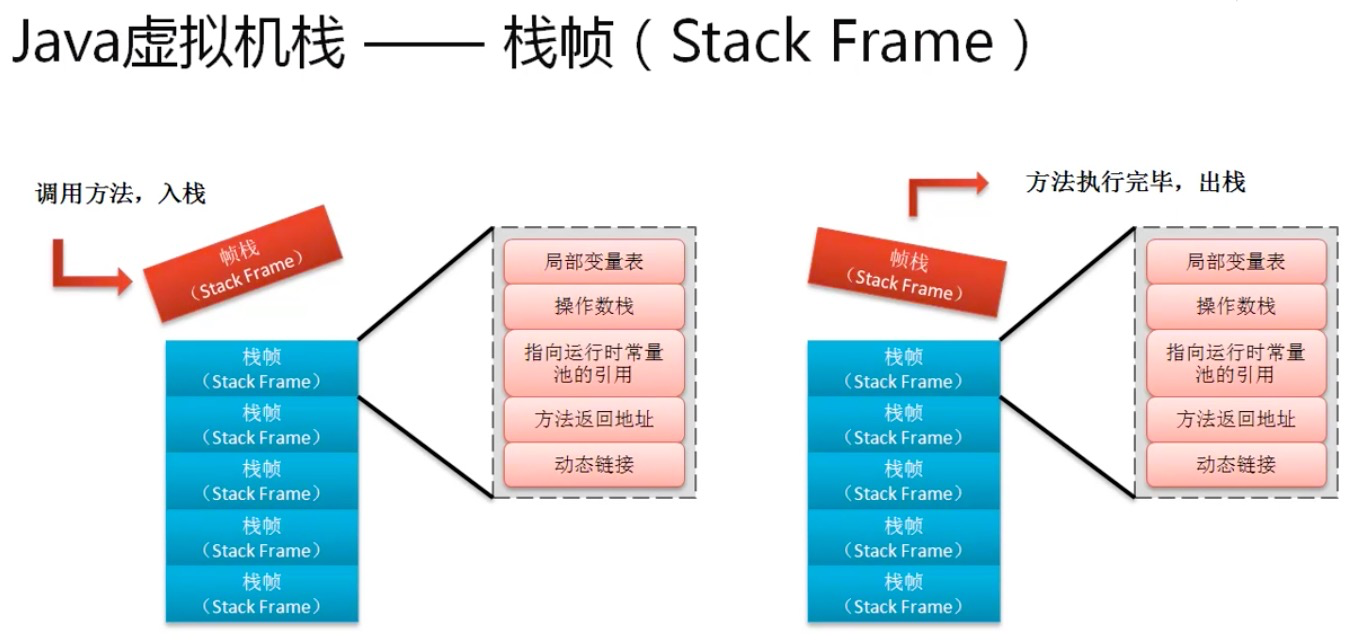 Java虚拟机栈 —— 栈帧（Stack Frame）
调用方法，入栈
帧栈
（Stack Frame）
栈帧
（Stack Frame）
栈帧
（Stack Frame）
栈帧
（Stack Frame）
栈帧
（Stack Frame）
栈帧
（Stack Frame）
局部变量表
操作数栈
指向运行时常量
池的引用
方法返回地址
动态链接
方法执行完毕，出栈
帧栈
（Stack Frame）
栈帧
（Stack Frame）
栈帧
（Stack Frame）
栈帧
（Stack Frame）
栈帧
（Stack Frame）
栈帧
（Stack Frame）
局部变量表
操作数栈
指向运行时常量
池的引用
方法返回地址
动态链接